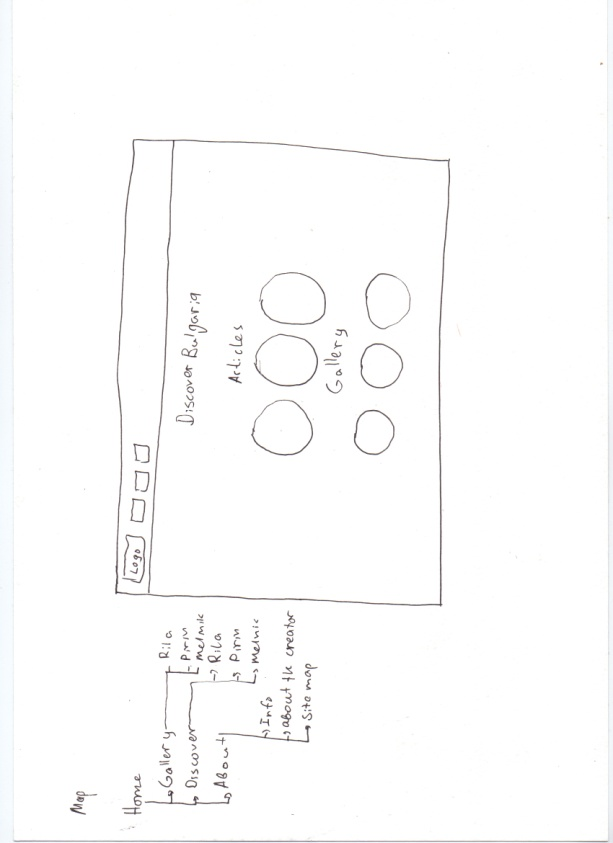 Map
Home
Gallery
Rila
Pirin
Melnik
Discover
Rila
Pirin
Melnic
About
Info
about the creator
Site map
Logo
Discover Bulgaria
Articles
Gallery